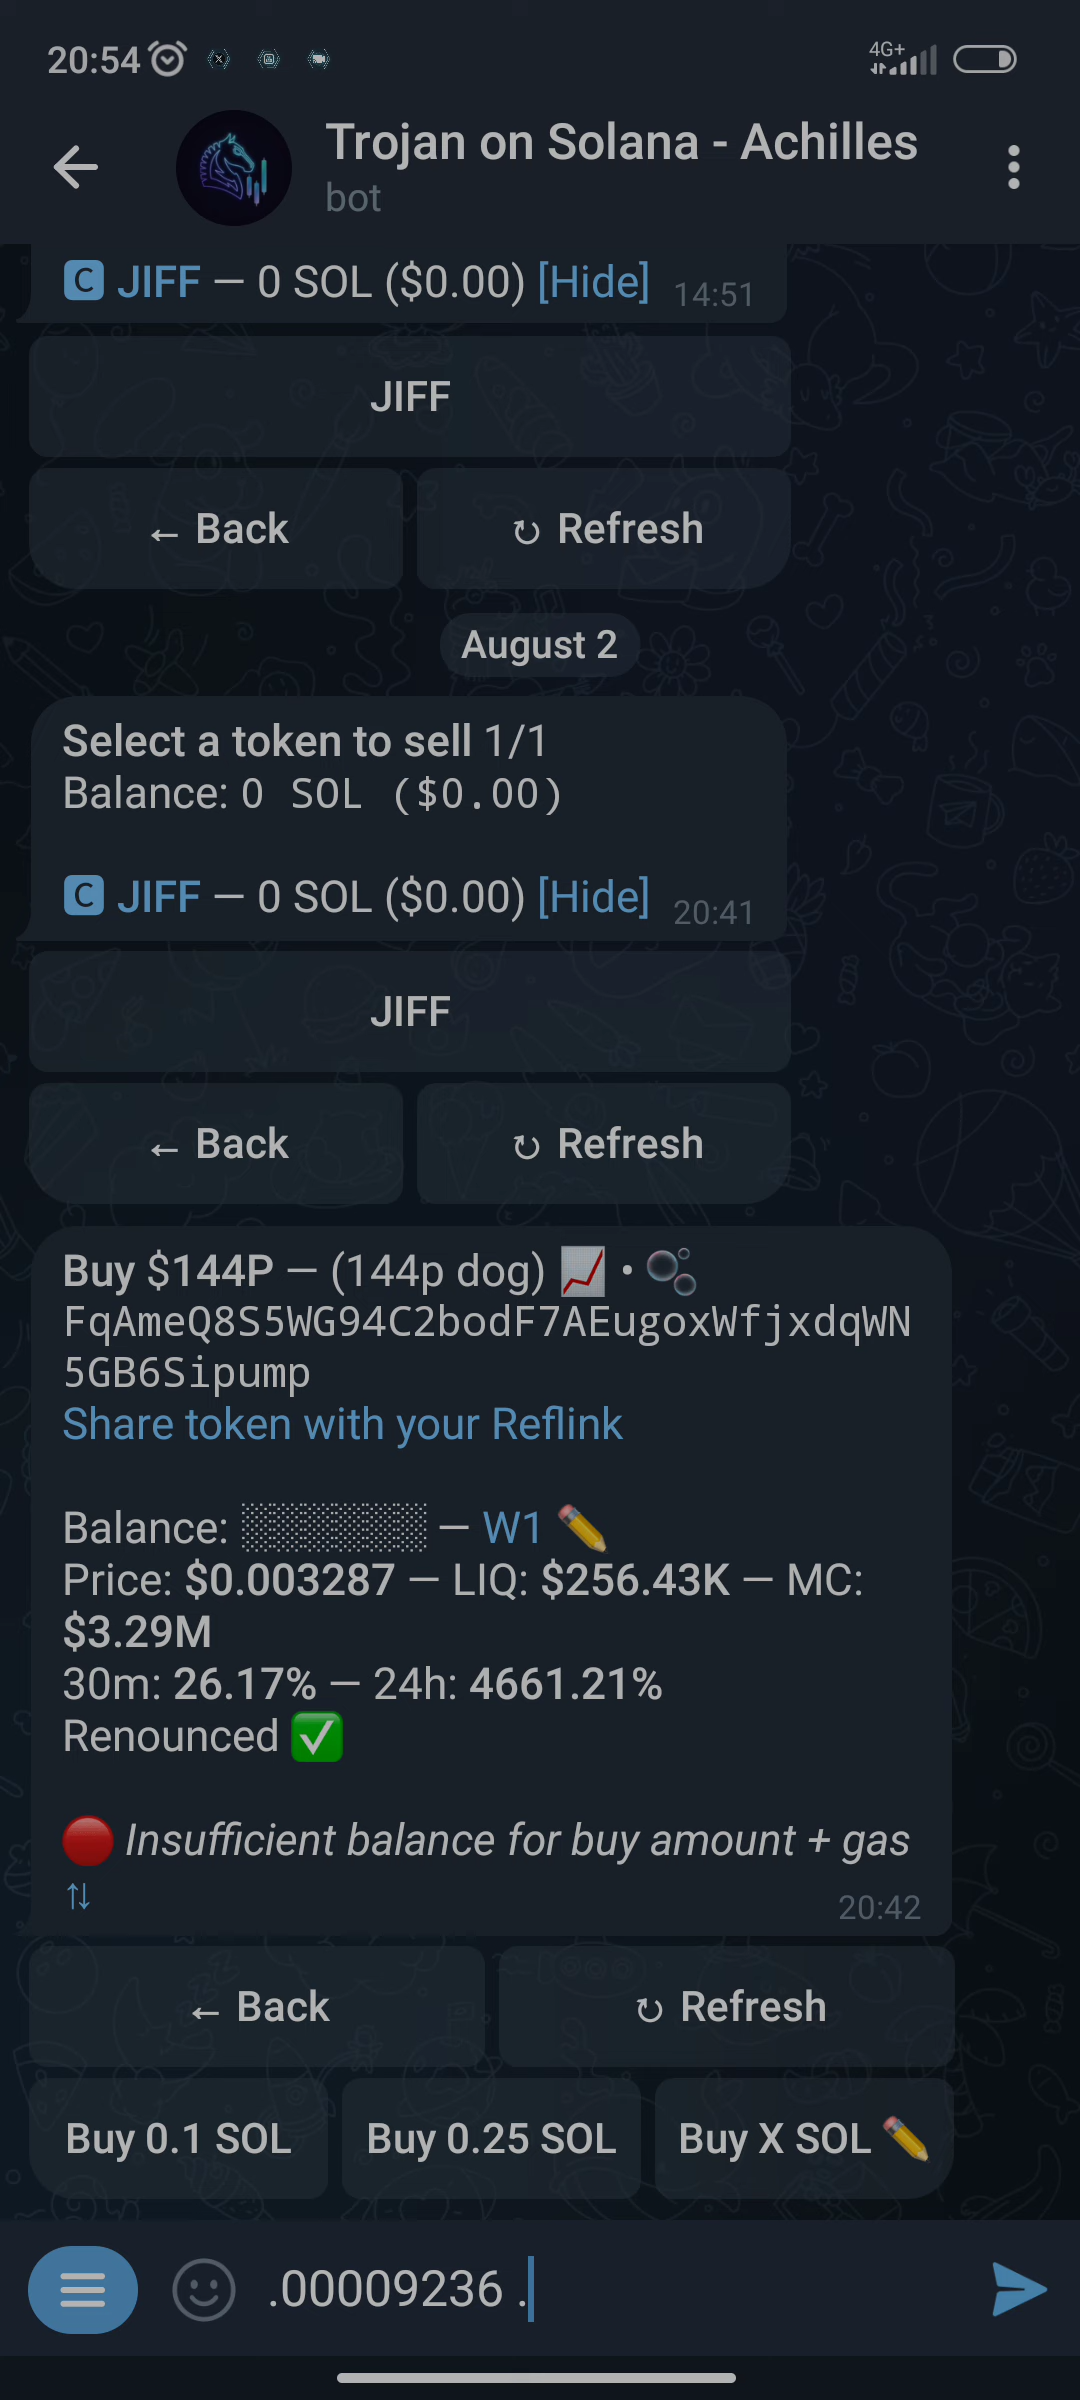 20:54
4G+
Trojan on Solana - Achilles
bot
C JIFF — 0 SOL ($0.00) [Hide] 14:51
JIFF
← Back
↻ Refresh
August 2
Select a token to sell 1/1
Balance: 0 SOL ($0.00)
C JIFF — 0 SOL ($0.00) [Hide] 20:41
JIFF
← Back
↻ Refresh
Buy $144P — (144p dog) 📈 • 🫧
FqAmeQ8S5WG94C2bodF7AEugoxWfjxdqWN
5GB6Sipump
Share token with your Reflink
Balance: ░░░░░░ — W1 ✏️
Price: $0.003287 — LIQ: $256.43K — MC:
$3.29M
30m: 26.17% — 24h: 4661.21%
Renounced ✅
🔴 Insufficient balance for buy amount + gas
⇅ 20:42
← Back
↻ Refresh
Buy 0.1 SOL
Buy 0.25 SOL
Buy X SOL ✏️
.00009236 .